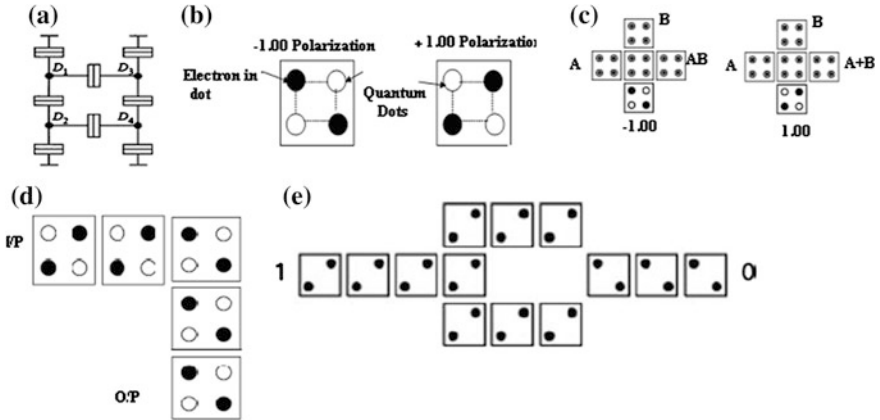 (a)
D1
D3
D2
D4
(b)
-1.00 Polarization
+1.00 Polarization
Electron in
dot
Quantum
Dots
(c)
B
A
AB
-1.00
B
A
A+B
1.00
(d)
I/P
O/P
(e)
1
0